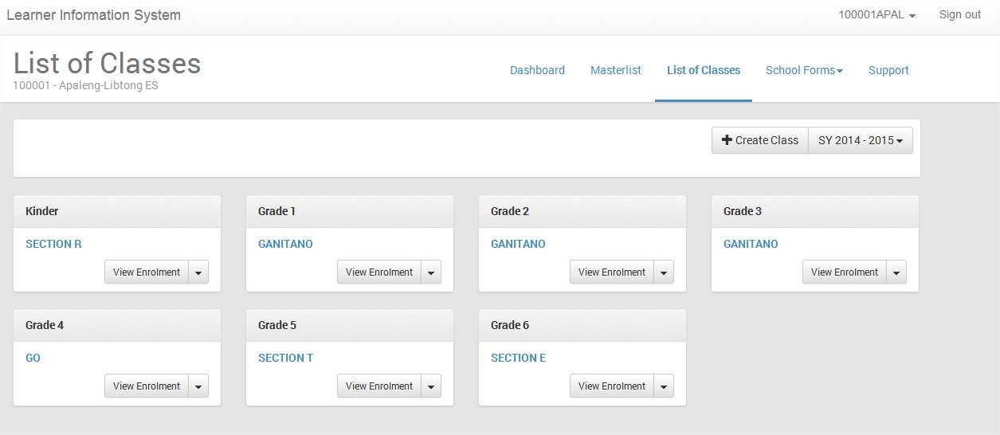 Learner Information System
100001APAL
Sign out
List of Classes
100001 - Apaleng-Libtong ES
Dashboard
Masterlist
List of Classes
School Forms
Support
Create Class
SY 2014 - 2015
Kinder
SECTION R
View Enrolment
Grade 1
GANITANO
View Enrolment
Grade 2
GANITANO
View Enrolment
Grade 3
GANITANO
View Enrolment
Grade 4
GO
View Enrolment
Grade 5
SECTION T
View Enrolment
Grade 6
SECTION E
View Enrolment